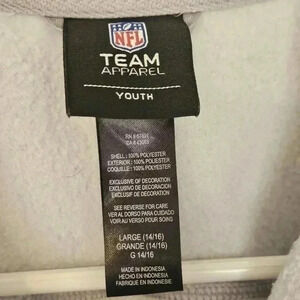 NFL
TEAM
APPAREL
YOUTH
SHELL: 100% POLYESTER
EXTERIOR: 100% POLIESTER
COQUILLE: 100% POLYESTER
EXCLUSIVE OF DECORATION
EXCLUSIVO DE DECORACION
EXCLUSIF DE DECORATION
SEE REVERSE FOR CARE
VER AL DORSO PARA CUIDADO
VOIR AU VERSO POUR SOINS
LARGE (14/16)
GRANDE (14/16)
G 14/16
MADE IN INDONESIA
HECHO EN INDONESIA
FABRIQUE EN INDONESIE